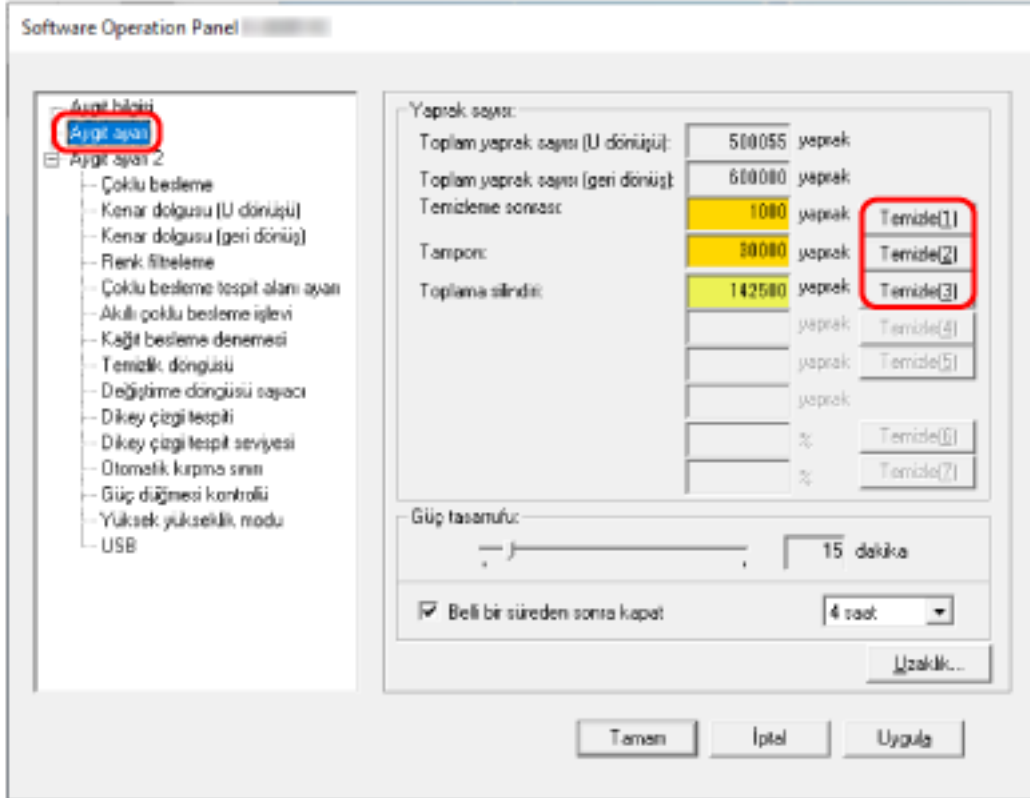 Software Operation Panel
Aygıt bilgisi
Aygıt ayarı
Aygıt ayarı 2
Çoklu besleme
Kenar dolgusu (U dönüşü)
Kenar dolgusu (geri dönüş)
Renk filtreleme
Çoklu besleme tespit alanı ayarı
Akıllı çoklu besleme işlevi
Kağıt besleme denemesi
Temizlik döngüsü
Değiştirme döngüsü sayacı
Dikey çizgi tespiti
Dikey çizgi tespit seviyesi
Otomatik kırpma sınırı
Güç düğmesi kontrolü
Yüksek yükseklik modu
USB
Yaprak sayısı:
Toplam yaprak sayısı (U dönüşü): 500055 yaprak
Toplam yaprak sayısı (geri dönüş): 600000 yaprak
Temizleme sonrası: 1000 yaprak Temizle(1)
Tampon: 30000 yaprak Temizle(2)
Toplama silindiri: 142500 yaprak Temizle(3)
yaprak Temizle(4)
yaprak Temizle(5)
yaprak
% Temizle(6)
% Temizle(7)
Güç tasarrufu:
15 dakika
Belli bir süreden sonra kapat 4 saat
Uzaklık...
Tamam İptal Uygula